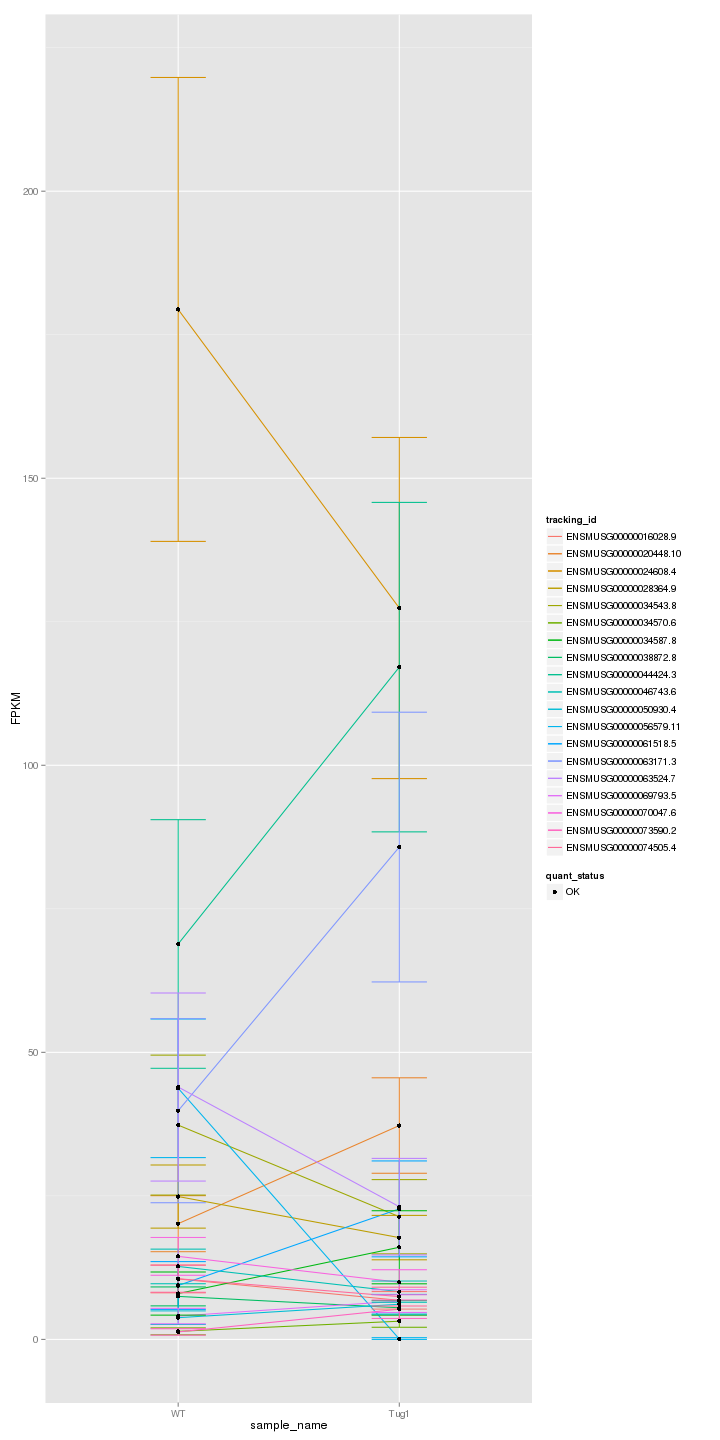 200
150
FPKM
100
50
0
WT
Tug1
sample_name
tracking_id
ENSMUSG00000016028.9
ENSMUSG00000020448.10
ENSMUSG00000024608.4
ENSMUSG00000028364.9
ENSMUSG00000034543.8
ENSMUSG00000034570.6
ENSMUSG00000034587.8
ENSMUSG00000038872.8
ENSMUSG00000044424.3
ENSMUSG00000046743.6
ENSMUSG00000050930.4
ENSMUSG00000056579.11
ENSMUSG00000061518.5
ENSMUSG00000063171.3
ENSMUSG00000063524.7
ENSMUSG00000069793.5
ENSMUSG00000070047.6
ENSMUSG00000073590.2
ENSMUSG00000074505.4
quant_status
OK